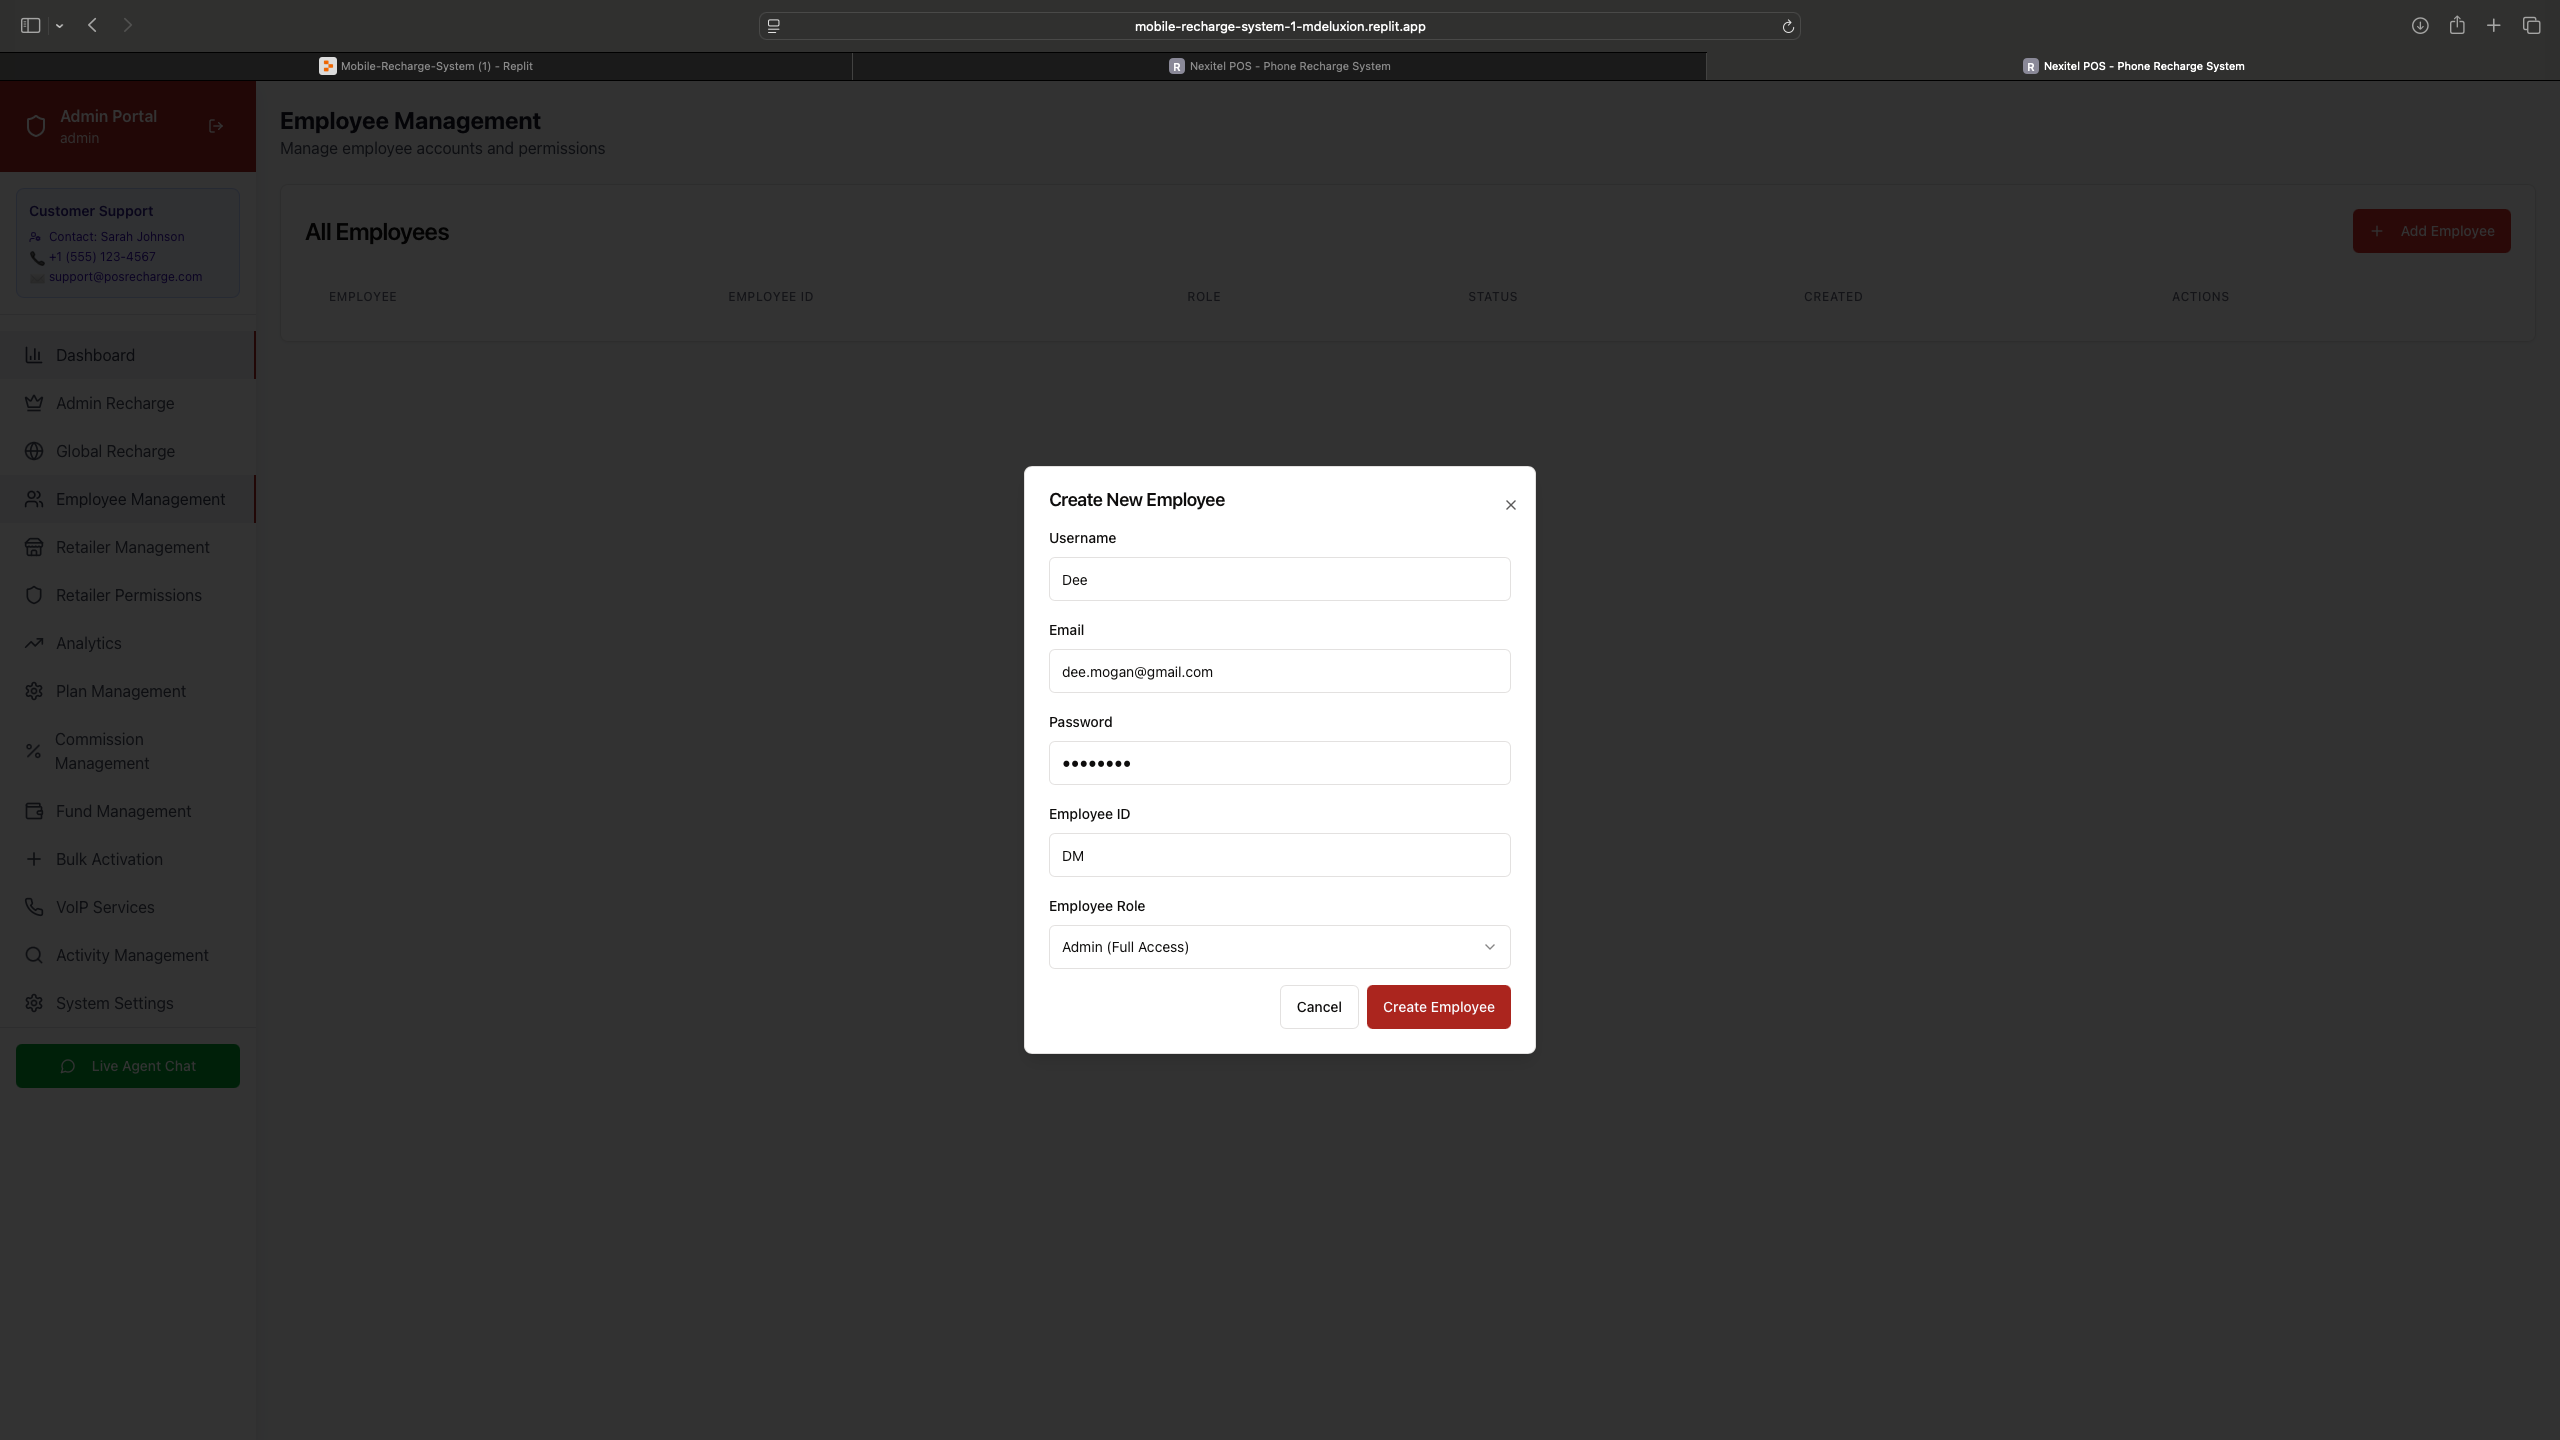 mobile-recharge-system-1-mdeluxion.replit.app
Mobile-Recharge-System (1) - Replit
R Nexitel POS - Phone Recharge System
R Nexitel POS - Phone Recharge System
Admin Portal
admin
Customer Support
Contact: Sarah Johnson
+1 (555) 123-4567
support@posrecharge.com
Dashboard
Admin Recharge
Global Recharge
Employee Management
Retailer Management
Retailer Permissions
Analytics
Plan Management
Commission
Management
Fund Management
Bulk Activation
VoIP Services
Activity Management
System Settings
Live Agent Chat
Employee Management
Manage employee accounts and permissions
All Employees
Add Employee
EMPLOYEE EMPLOYEE ID ROLE STATUS CREATED ACTIONS
Create New Employee
Username
Dee
Email
dee.mogan@gmail.com
Password
••••••••
Employee ID
DM
Employee Role
Admin (Full Access)
Cancel Create Employee